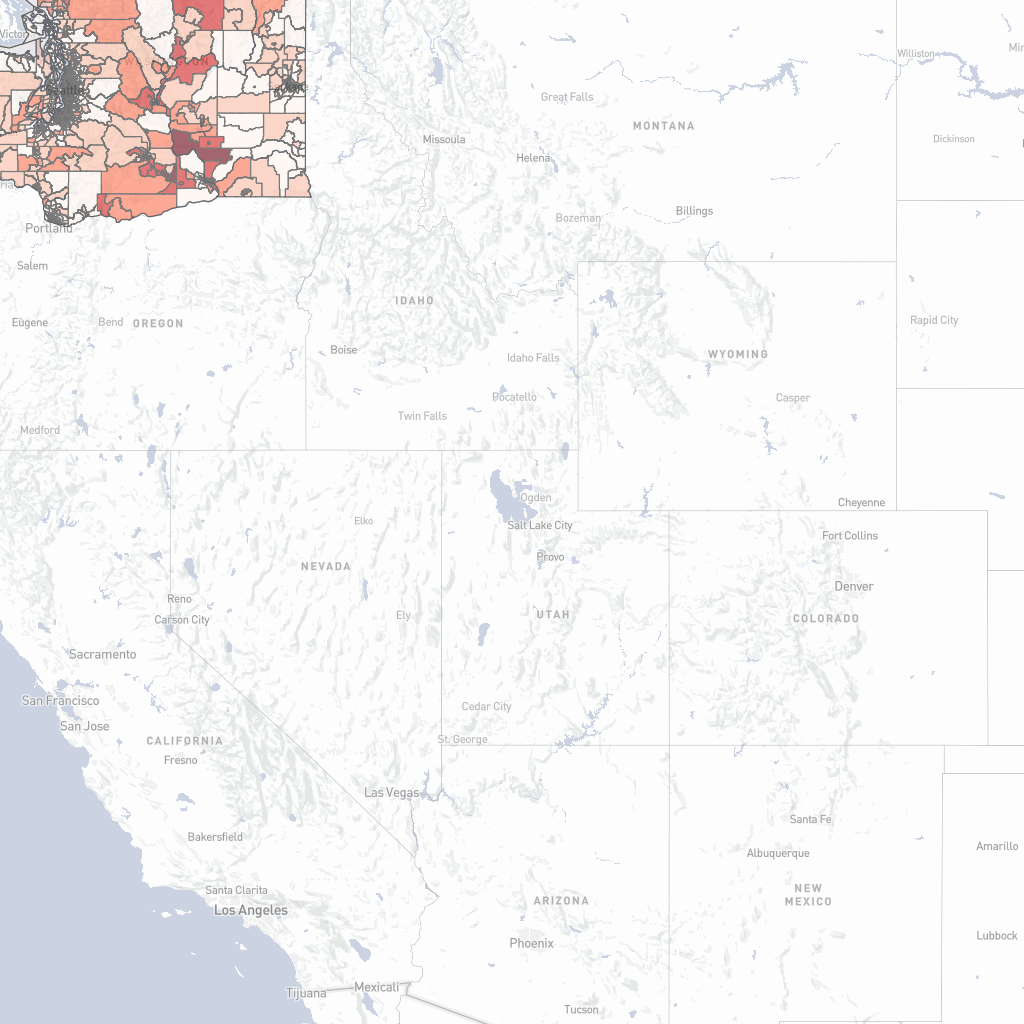 Victor
WASHINGTON
Seattle
Williston
Great Falls
MONTANA
Missoula
Dickinson
Helena
Bozeman
Billings
Portland
Salem
IDAHO
Eugene
Bend
OREGON
Rapid City
Boise
Idaho Falls
WYOMING
Pocatello
Casper
Twin Falls
Medford
Ogden
Cheyenne
Elko
Salt Lake City
Fort Collins
Provo
NEVADA
Denver
Reno
Ely
UTAH
COLORADO
Carson City
Sacramento
San Francisco
Cedar City
San Jose
St. George
CALIFORNIA
Fresno
Las Vegas
Santa Fe
Bakersfield
Amarillo
Albuquerque
Santa Clarita
NEW
MEXICO
ARIZONA
Los Angeles
Lubbock
Phoenix
Mexicali
Tijuana
Tucson